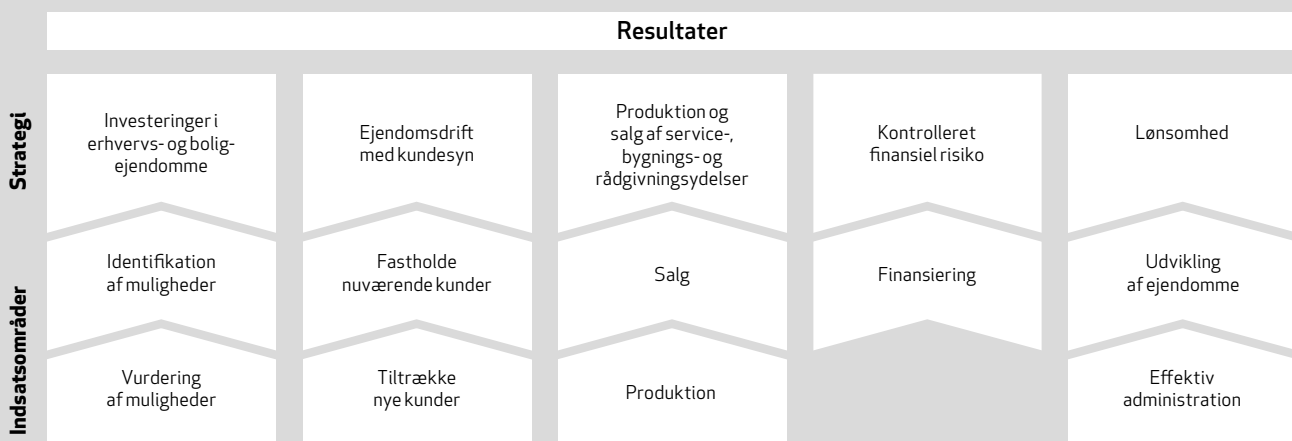 Resultater
Strategi
Investeringer i
erhvervs- og bolig-
ejendomme
Ejendomsdrift
med kundesyn
Produktion og
salg af service-,
bygnings- og
rådgivningsydelser
Kontrolleret
finansiel risiko
Lønsomhed
Indsatsområder
Identifikation
af muligheder
Fastholde
nuværende kunder
Salg
Finansiering
Udvikling
af ejendomme
Vurdering
af muligheder
Tiltrække
nye kunder
Produktion
Effektiv
administration